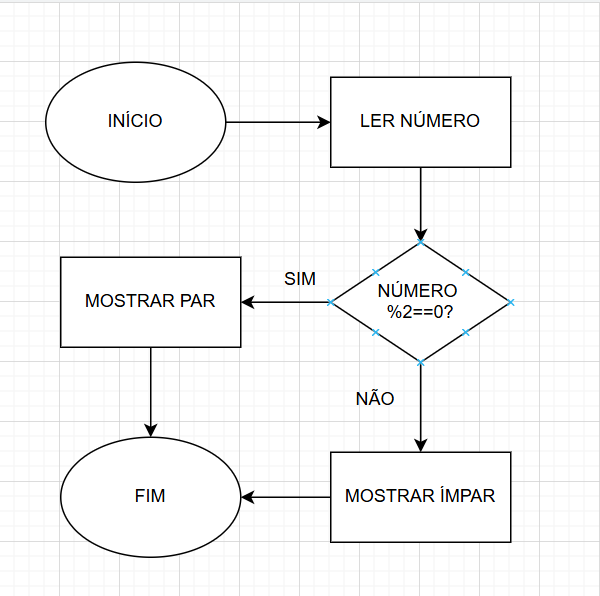 INÍCIO
LER NÚMERO
NÚMERO
%2==0?
SIM
MOSTRAR PAR
NÃO
MOSTRAR ÍMPAR
FIM